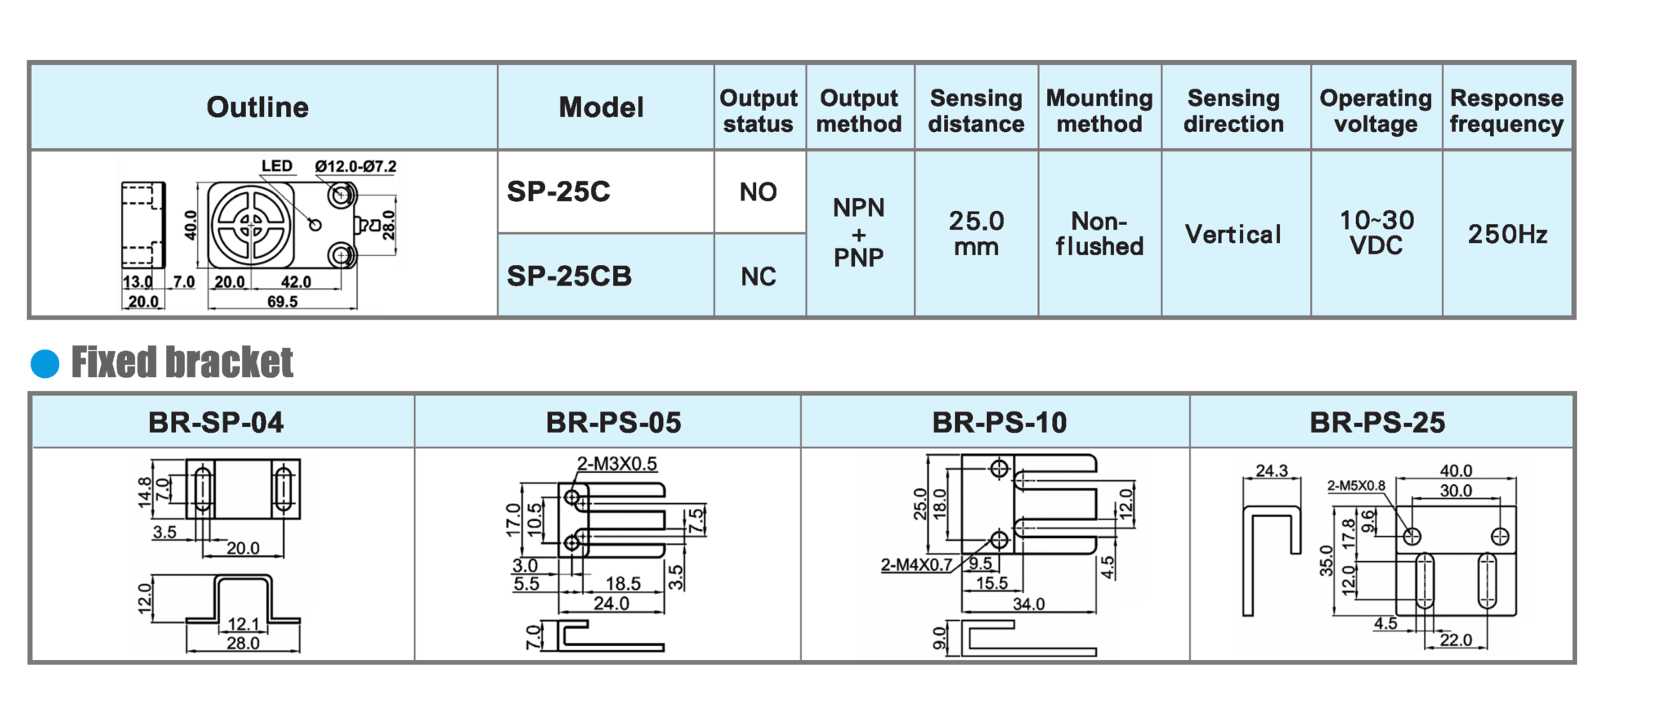 Outline
Model
Output status
Output method
Sensing distance
Mounting method
Sensing direction
Operating voltage
Response frequency
LED
Ø12.0-Ø7.2
40.0
28.0
13.0
7.0
20.0
42.0
20.0
69.5
SP-25C
NO
SP-25CB
NC
NPN
+
PNP
25.0
mm
Non-
flushed
Vertical
10~30
VDC
250Hz
Fixed bracket
BR-SP-04
BR-PS-05
BR-PS-10
BR-PS-25
14.8
7.0
3.5
20.0
12.0
12.1
28.0
2-M3X0.5
17.0
10.5
7.5
3.0
5.5
18.5
3.5
24.0
7.0
25.0
18.0
12.0
2-M4X0.7
9.5
4.5
15.5
34.0
9.0
24.3
40.0
2-M5X0.8
30.0
9.6
17.8
35.0
12.0
4.5
22.0